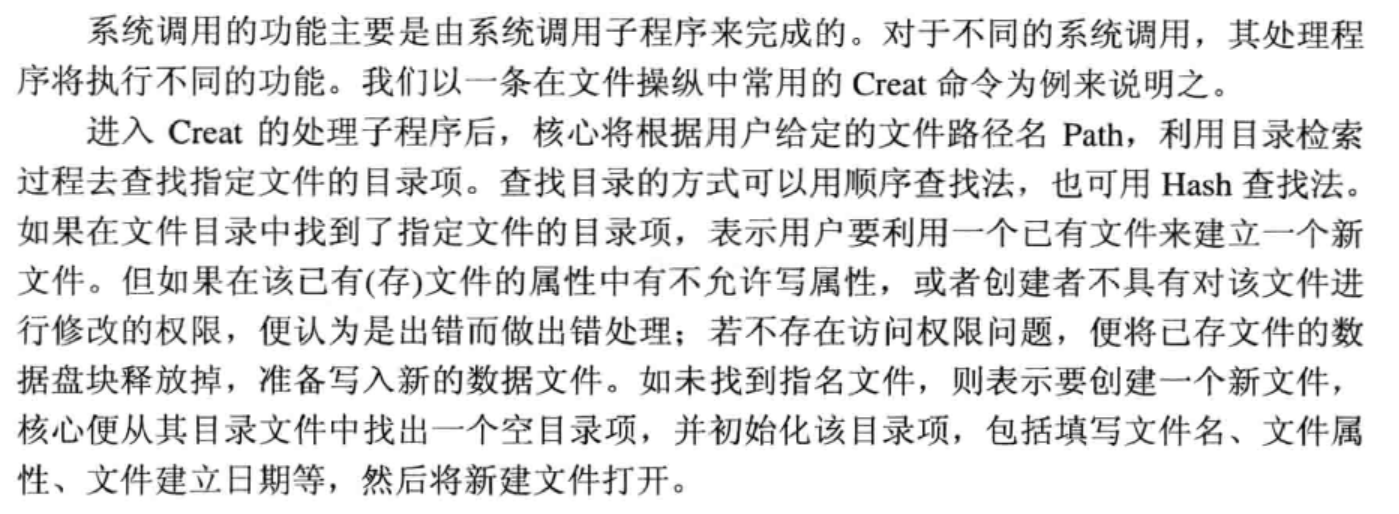 系统调用的功能主要是由系统调用子程序来完成的。对于不同的系统调用，其处理程
序将执行不同的功能。我们以一条在文件操纵中常用的 Creat 命令为例来说明之。
进入 Creat 的处理子程序后，核心将根据用户给定的文件路径名 Path，利用目录检索
过程去查找指定文件的目录项。查找目录的方式可以用顺序查找法，也可用 Hash 查找法。
如果在文件目录中找到了指定文件的目录项，表示用户要利用一个已有文件来建立一个新
文件。但如果在该已有(存)文件的属性中有不允许写属性，或者创建者不具有对该文件进
行修改的权限，便认为是出错而做出错处理；若不存在访问权限问题，便将已存文件的数
据盘块释放掉，准备写入新的数据文件。如未找到指名文件，则表示要创建一个新文件，
核心便从其目录文件中找出一个空目录项，并初始化该目录项，包括填写文件名、文件属
性、文件建立日期等，然后将新建文件打开。